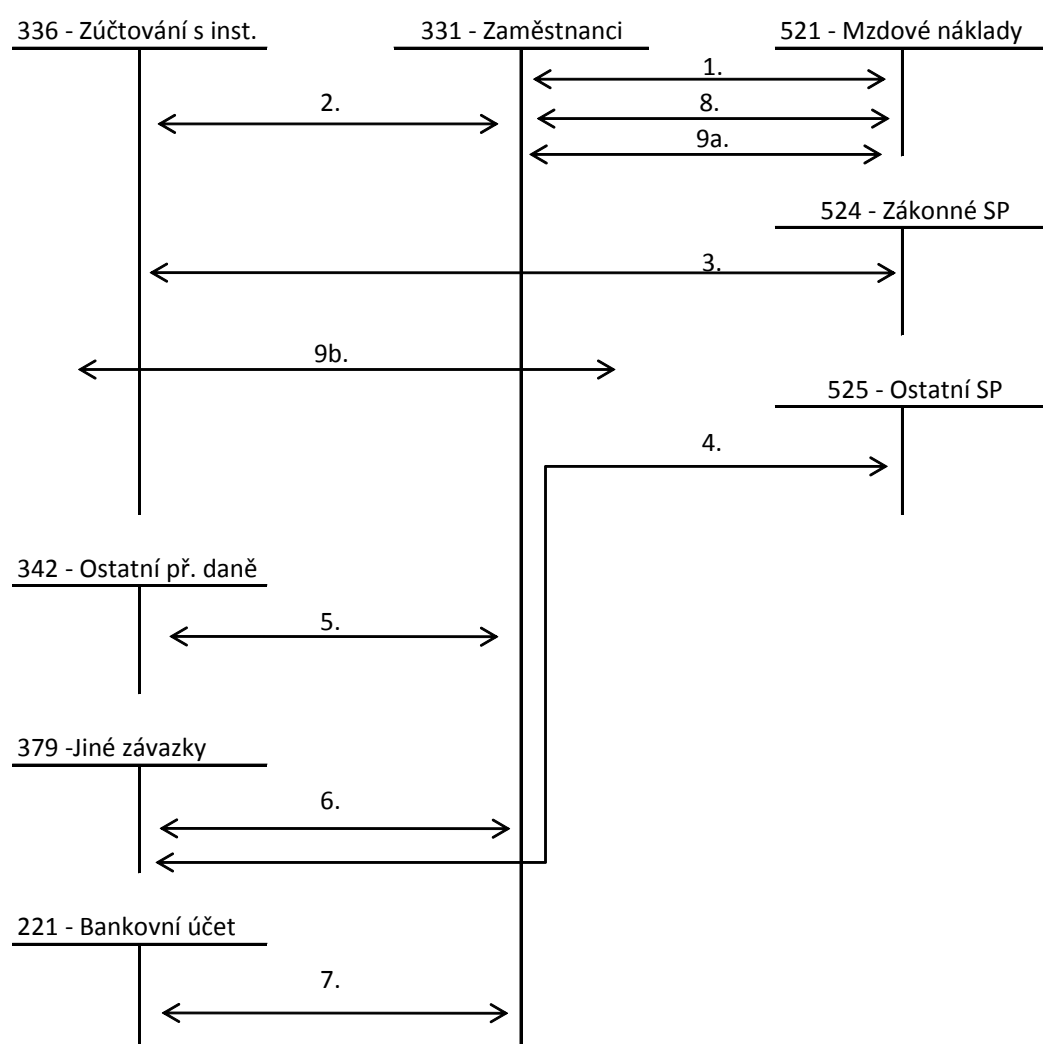 336 - Zúčtování s inst.
331 - Zaměstnanci
521 - Mzdové náklady
1.
2.
8.
9a.
524 - Zákonné SP
3.
9b.
525 - Ostatní SP
4.
342 - Ostatní př. daně
5.
379 -Jiné závazky
6.
221 - Bankovní účet
7.